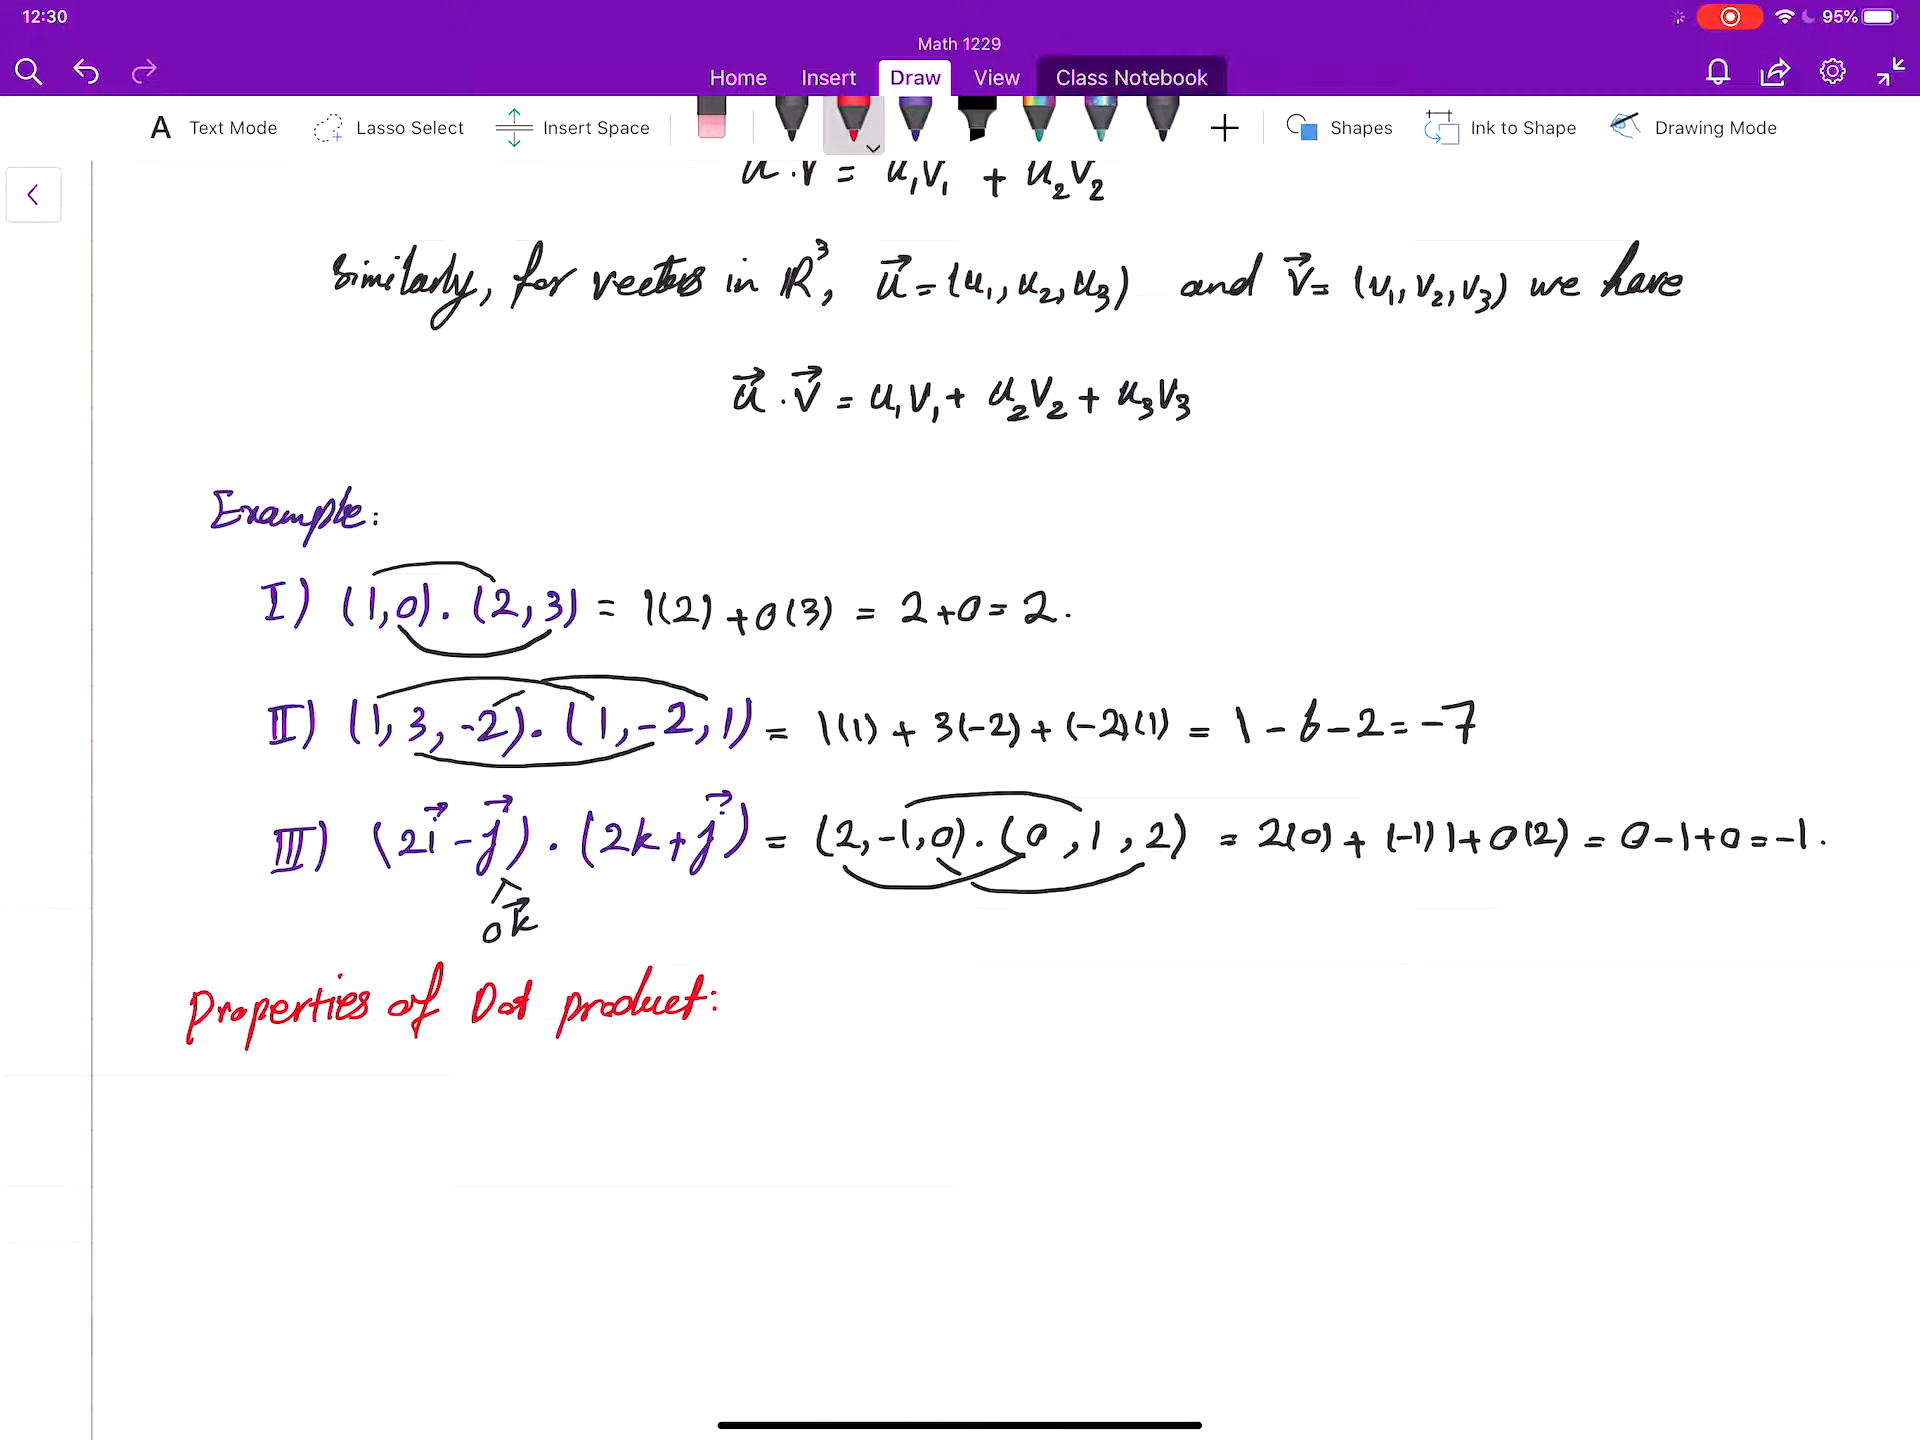 12:30
95%
Math 1229
Home Insert Draw View Class Notebook
A Text Mode Lasso Select Insert Space Shapes Ink to Shape Drawing Mode
u . v = u₁v₁ + u₂v₂
Similarly, for vectors in ℝ³, u⃗ = (u₁, u₂, u₃) and v⃗ = (v₁, v₂, v₃) we have
u⃗ . v⃗ = u₁v₁ + u₂v₂ + u₃v₃
Example:
I) (1,0) . (2,3) = 1(2) + 0(3) = 2+0 = 2.
II) (1, 3, -2) . (1, -2, 1) = 1(1) + 3(-2) + (-2)(1) = 1 - 6 - 2 = -7
III) (2i⃗ - j⃗) . (2k + j⃗) = (2, -1, 0) . (0, 1, 2) = 2(0) + (-1)1 + 0(2) = 0 - 1 + 0 = -1.
0k⃗
Properties of Dot product: